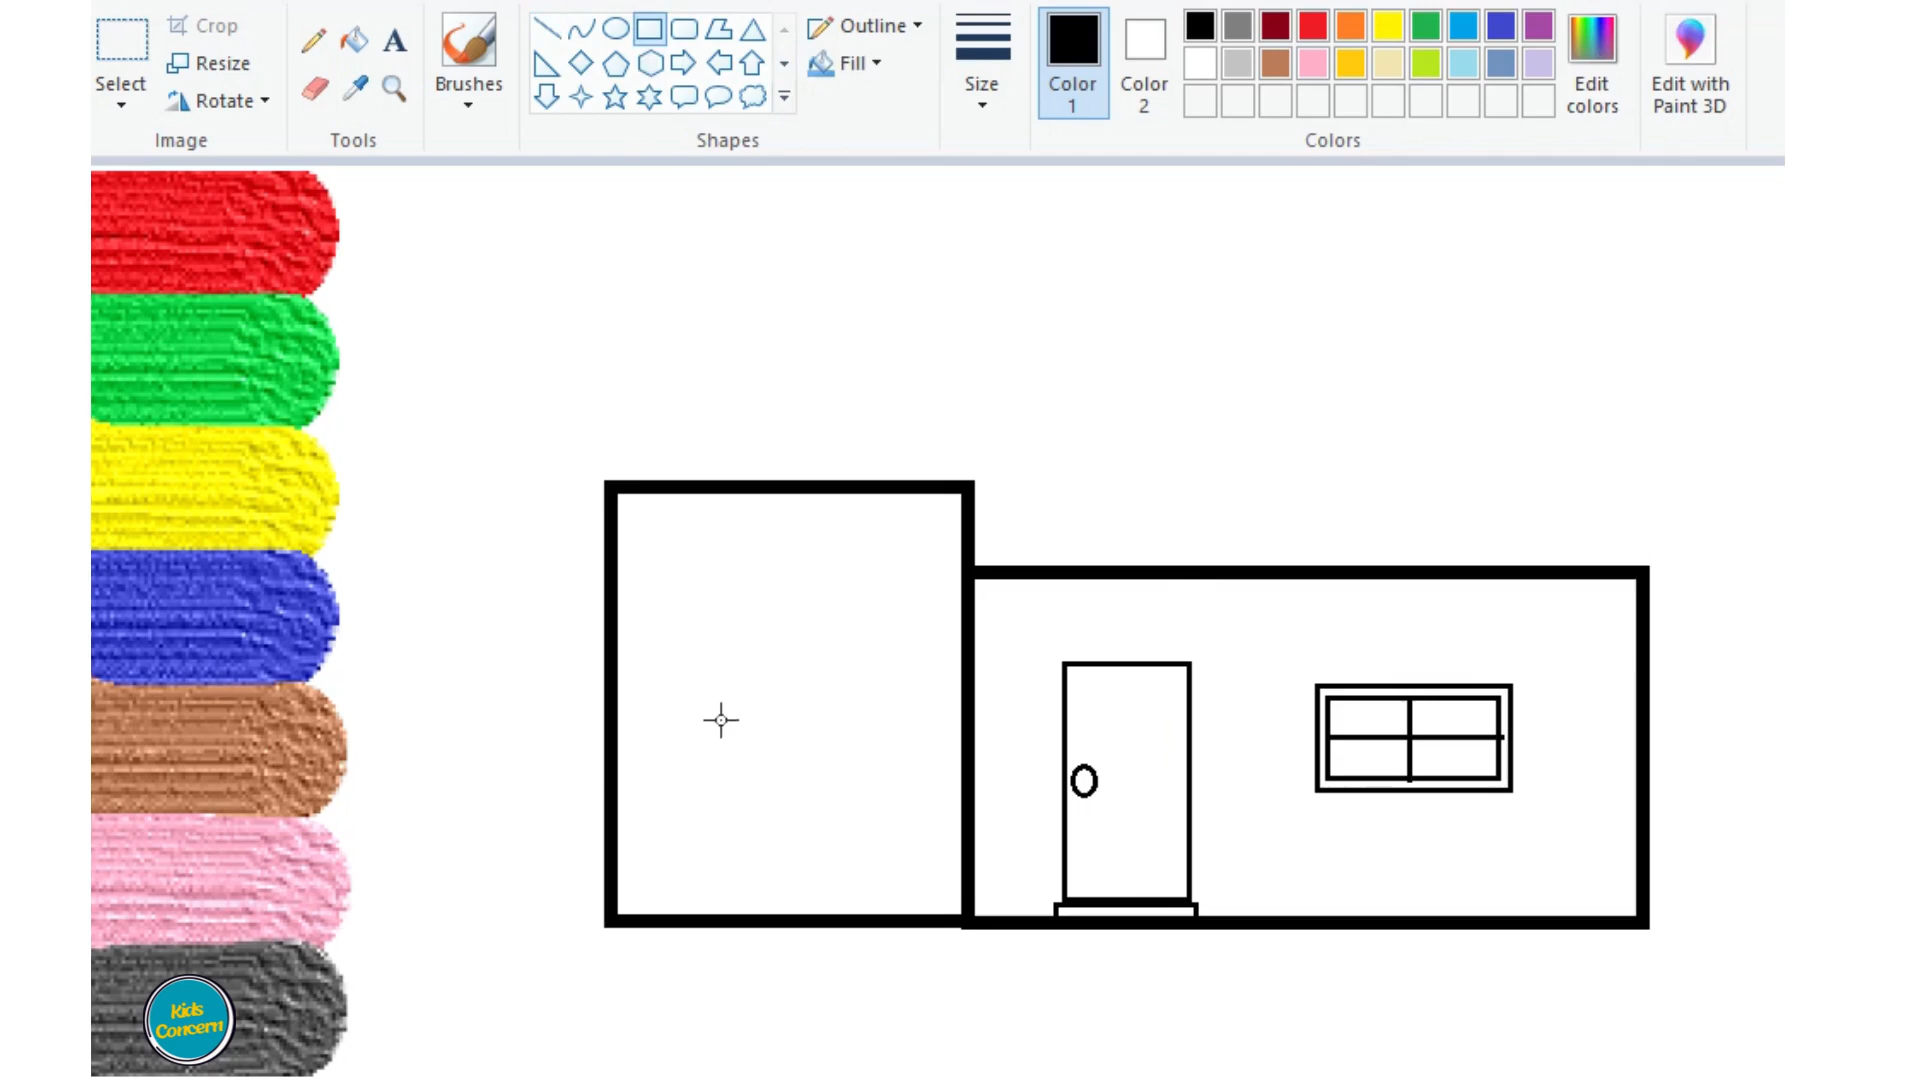 Crop
Resize
Rotate
Select
Image
A
Tools
Brushes
Outline
Fill
Shapes
Size
Color
1
Color
2
Edit
colors
Colors
Edit with
Paint 3D
Kids
Concern